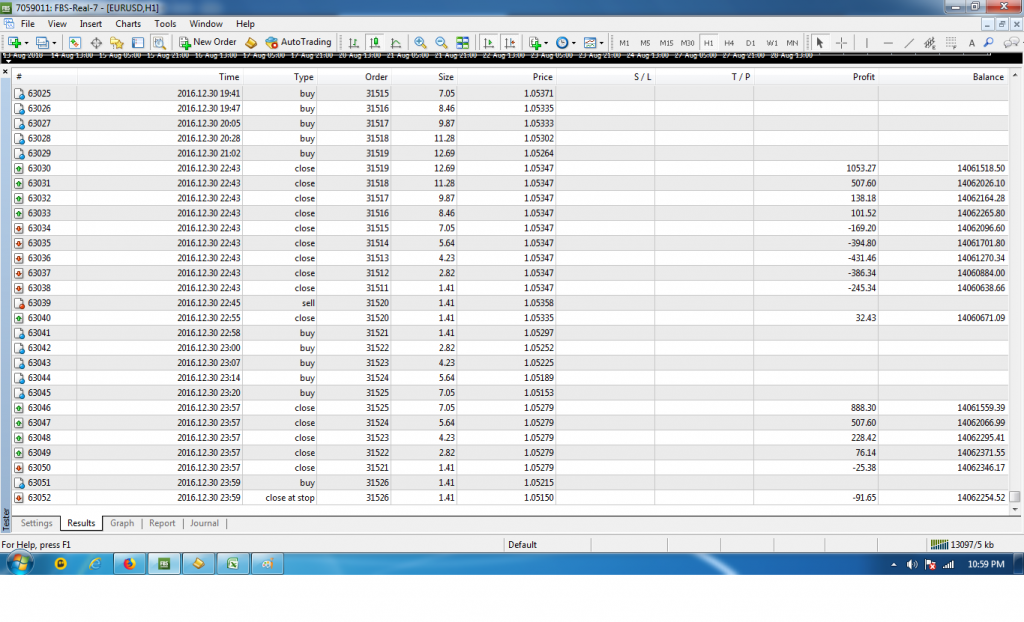 7059011: FBS-Real-7 - [EURUSD,H1]
File View Insert Charts Tools Window Help
New Order AutoTrading M1 M5 M15 M30 H1 H4 D1 W1 MN A
# Time Type Order Size Price S / L T / P Profit Balance
63025 2016.12.30 19:41 buy 31515 7.05 1.05371
63026 2016.12.30 19:47 buy 31516 8.46 1.05335
63027 2016.12.30 20:05 buy 31517 9.87 1.05333
63028 2016.12.30 20:28 buy 31518 11.28 1.05302
63029 2016.12.30 21:02 buy 31519 12.69 1.05264
63030 2016.12.30 22:43 close 31519 12.69 1.05347 1053.27 14061518.50
63031 2016.12.30 22:43 close 31518 11.28 1.05347 507.60 14062026.10
63032 2016.12.30 22:43 close 31517 9.87 1.05347 138.18 14062164.28
63033 2016.12.30 22:43 close 31516 8.46 1.05347 101.52 14062265.80
63034 2016.12.30 22:43 close 31515 7.05 1.05347 -169.20 14062096.60
63035 2016.12.30 22:43 close 31514 5.64 1.05347 -394.80 14061701.80
63036 2016.12.30 22:43 close 31513 4.23 1.05347 -431.46 14061270.34
63037 2016.12.30 22:43 close 31512 2.82 1.05347 -386.34 14060884.00
63038 2016.12.30 22:43 close 31511 1.41 1.05347 -245.34 14060638.66
63039 2016.12.30 22:45 sell 31520 1.41 1.05358
63040 2016.12.30 22:55 close 31520 1.41 1.05335 32.43 14060671.09
63041 2016.12.30 22:58 buy 31521 1.41 1.05297
63042 2016.12.30 23:00 buy 31522 2.82 1.05252
63043 2016.12.30 23:07 buy 31523 4.23 1.05225
63044 2016.12.30 23:14 buy 31524 5.64 1.05189
63045 2016.12.30 23:20 buy 31525 7.05 1.05153
63046 2016.12.30 23:57 close 31525 7.05 1.05279 888.30 14061559.39
63047 2016.12.30 23:57 close 31524 5.64 1.05279 507.60 14062066.99
63048 2016.12.30 23:57 close 31523 4.23 1.05279 228.42 14062295.41
63049 2016.12.30 23:57 close 31522 2.82 1.05279 76.14 14062371.55
63050 2016.12.30 23:57 close 31521 1.41 1.05279 -25.38 14062346.17
63051 2016.12.30 23:59 buy 31526 1.41 1.05215
63052 2016.12.30 23:59 close at stop 31526 1.41 1.05150 -91.65 14062254.52
Tester
Settings Results Graph Report Journal
For Help, press F1 Default 13097/5 kb
FBS 10:59 PM